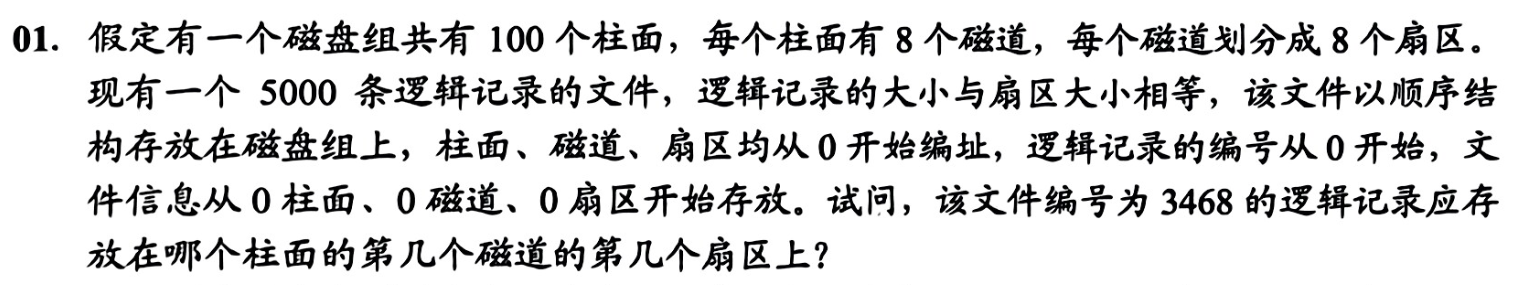 01. 假定有一个磁盘组共有 100 个柱面，每个柱面有 8 个磁道，每个磁道划分成 8 个扇区。
现有一个 5000 条逻辑记录的文件，逻辑记录的大小与扇区大小相等，该文件以顺序结
构存放在磁盘组上，柱面、磁道、扇区均从 0 开始编址，逻辑记录的编号从 0 开始，文
件信息从 0 柱面、0 磁道、0 扇区开始存放。试问，该文件编号为 3468 的逻辑记录应存
放在哪个柱面的第几个磁道的第几个扇区上？